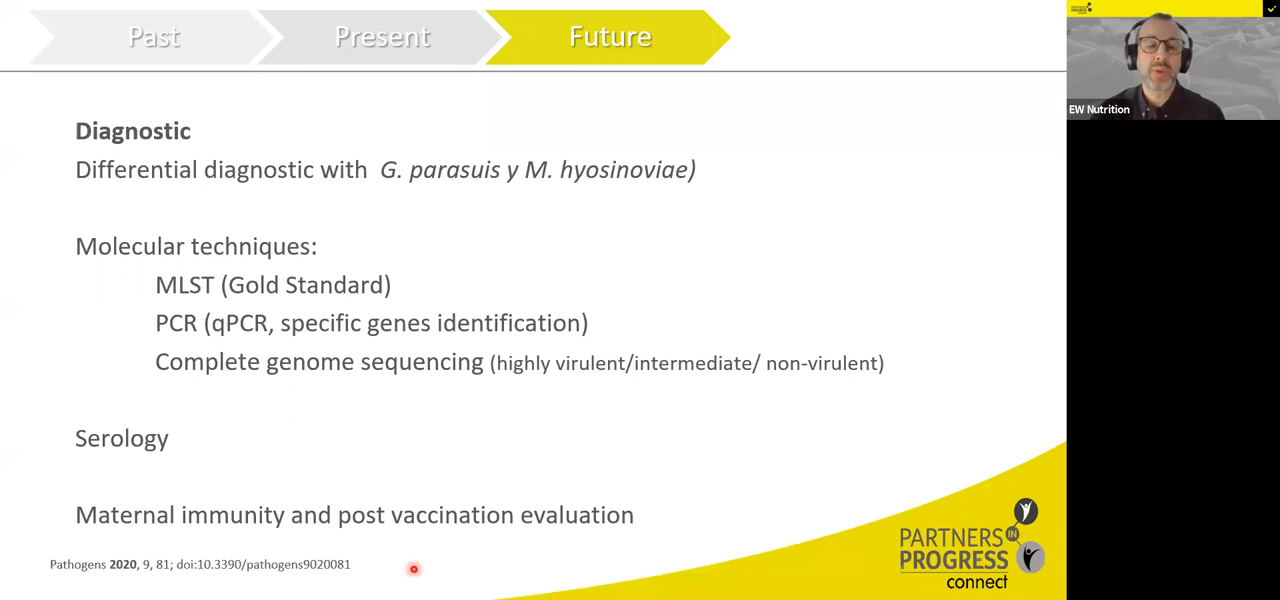 Past Present Future
Diagnostic
Differential diagnostic with G. parasuis y M. hyosinoviae)
Molecular techniques:
MLST (Gold Standard)
PCR (qPCR, specific genes identification)
Complete genome sequencing (highly virulent/intermediate/ non-virulent)
Serology
Maternal immunity and post vaccination evaluation
Pathogens 2020, 9, 81; doi:10.3390/pathogens9020081
PARTNERS
IN
PROGRESS
connect
EW Nutrition